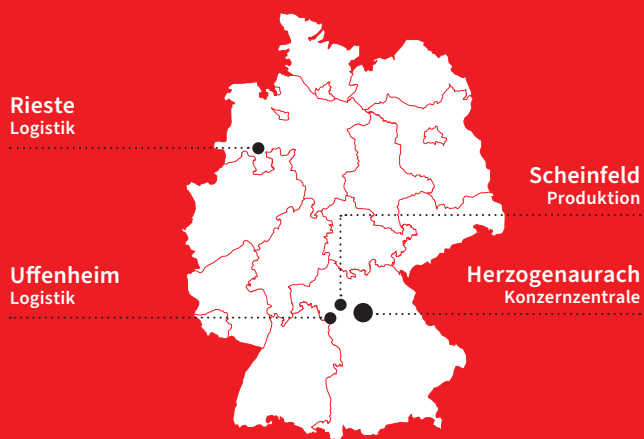 Rieste
Logistik
Scheinfeld
Produktion
Uffenheim
Logistik
Herzogenaurach
Konzernzentrale